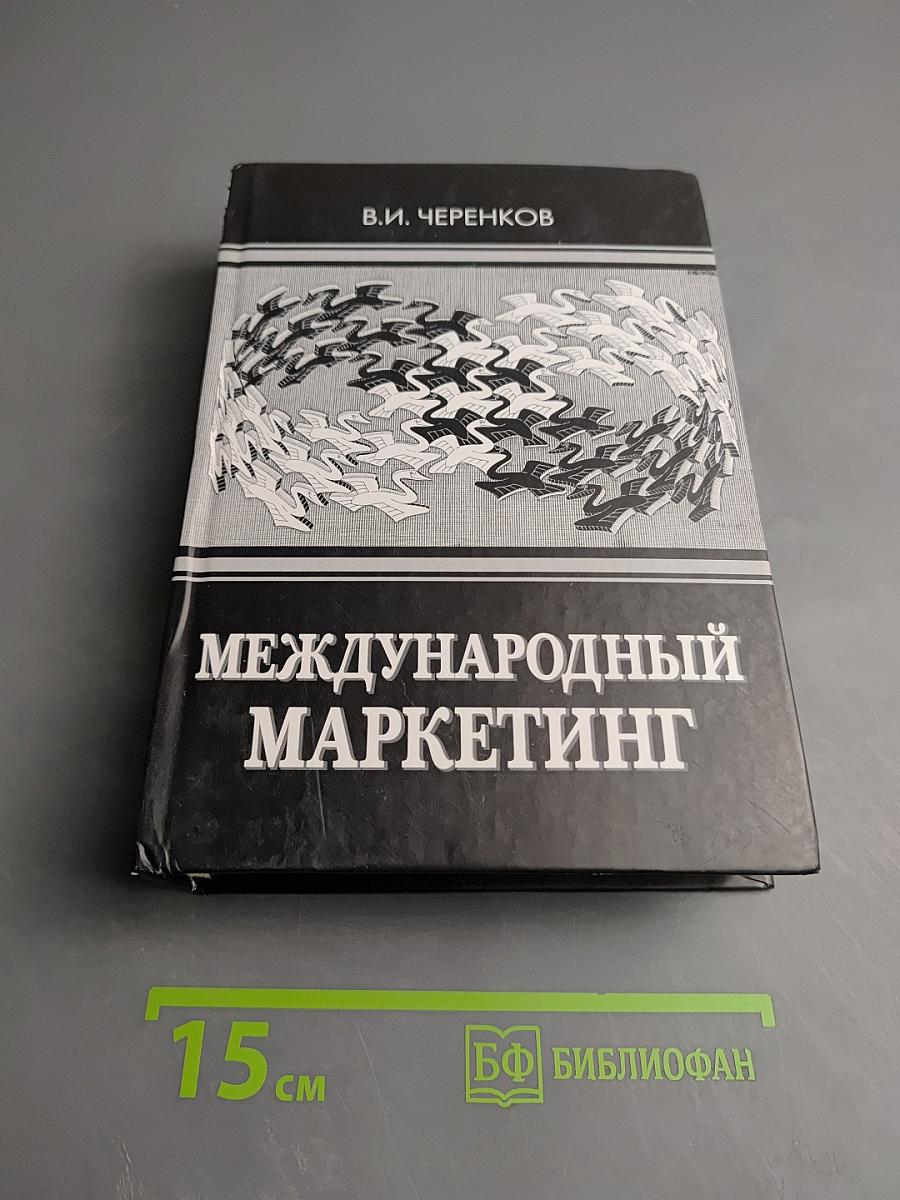 В.И. ЧЕРЕНКОВ
МЕЖДУНАРОДНЫЙ
МАРКЕТИНГ
15 см
БФ БИБЛИОФАН